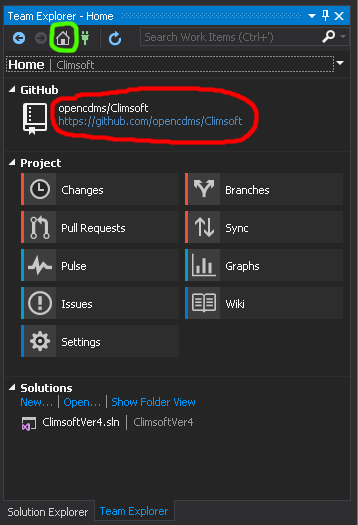 Team Explorer - Home
Search Work Items (Ctrl+')
Home | Climsoft
GitHub
opencdms/Climsoft
https://github.com/opencdms/Climsoft
Project
Changes
Branches
Pull Requests
Sync
Pulse
Graphs
Issues
Wiki
Settings
Solutions
New... | Open... | Show Folder View
ClimsoftVer4.sln | ClimsoftVer4
Solution Explorer
Team Explorer